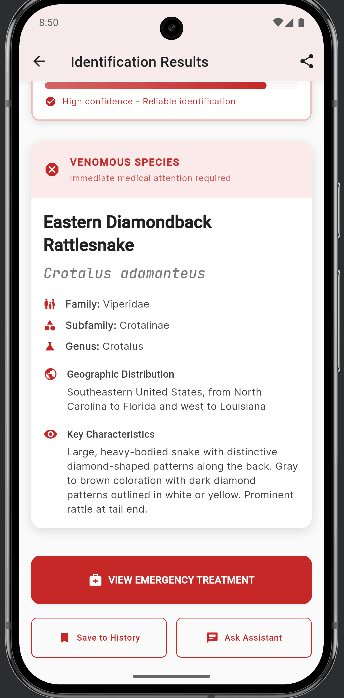 8:50
Identification Results
High confidence - Reliable identification
VENOMOUS SPECIES
Immediate medical attention required
Eastern Diamondback
Rattlesnake
Crotalus adamanteus
Family: Viperidae
Subfamily: Crotalinae
Genus: Crotalus
Geographic Distribution
Southeastern United States, from North
Carolina to Florida and west to Louisiana
Key Characteristics
Large, heavy-bodied snake with distinctive
diamond-shaped patterns along the back. Gray
to brown coloration with dark diamond
patterns outlined in white or yellow. Prominent
rattle at tail end.
VIEW EMERGENCY TREATMENT
Save to History
Ask Assistant